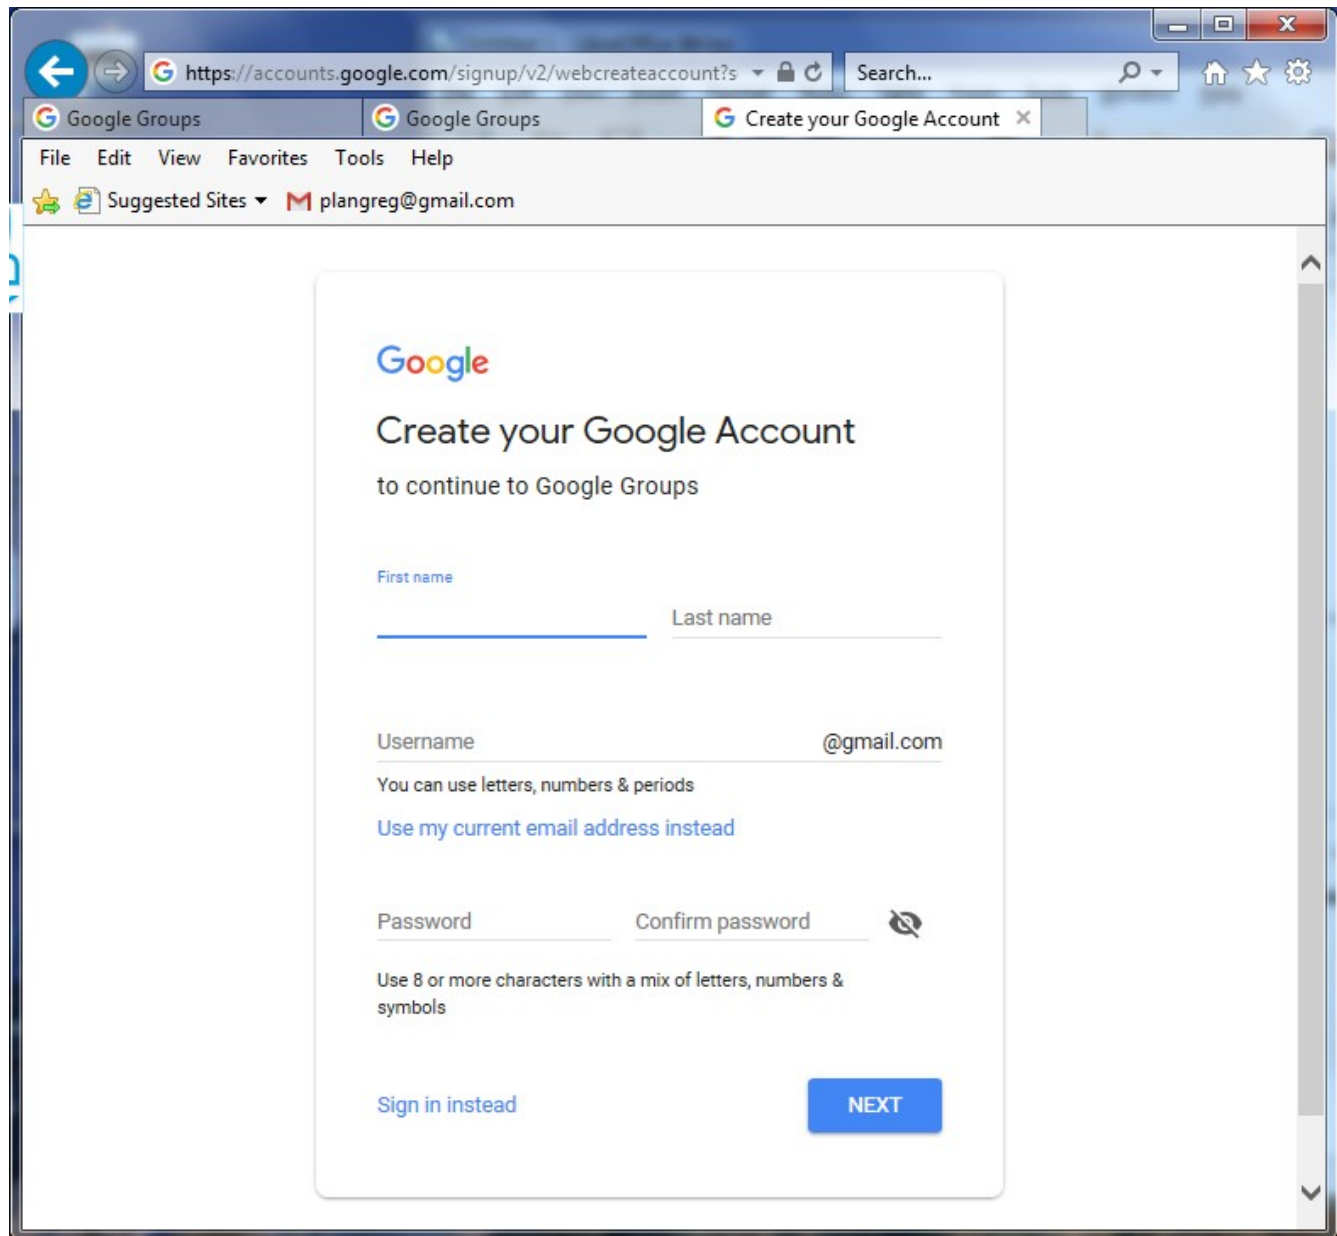 https://accounts.google.com/signup/v2/webcreateaccount?s
Search...
Google Groups
Google Groups
Create your Google Account
File Edit View Favorites Tools Help
Suggested Sites
plangreg@gmail.com
Google
Create your Google Account
to continue to Google Groups
First name
Last name
Username
@gmail.com
You can use letters, numbers & periods
Use my current email address instead
Password
Confirm password
Use 8 or more characters with a mix of letters, numbers &
symbols
Sign in instead
NEXT